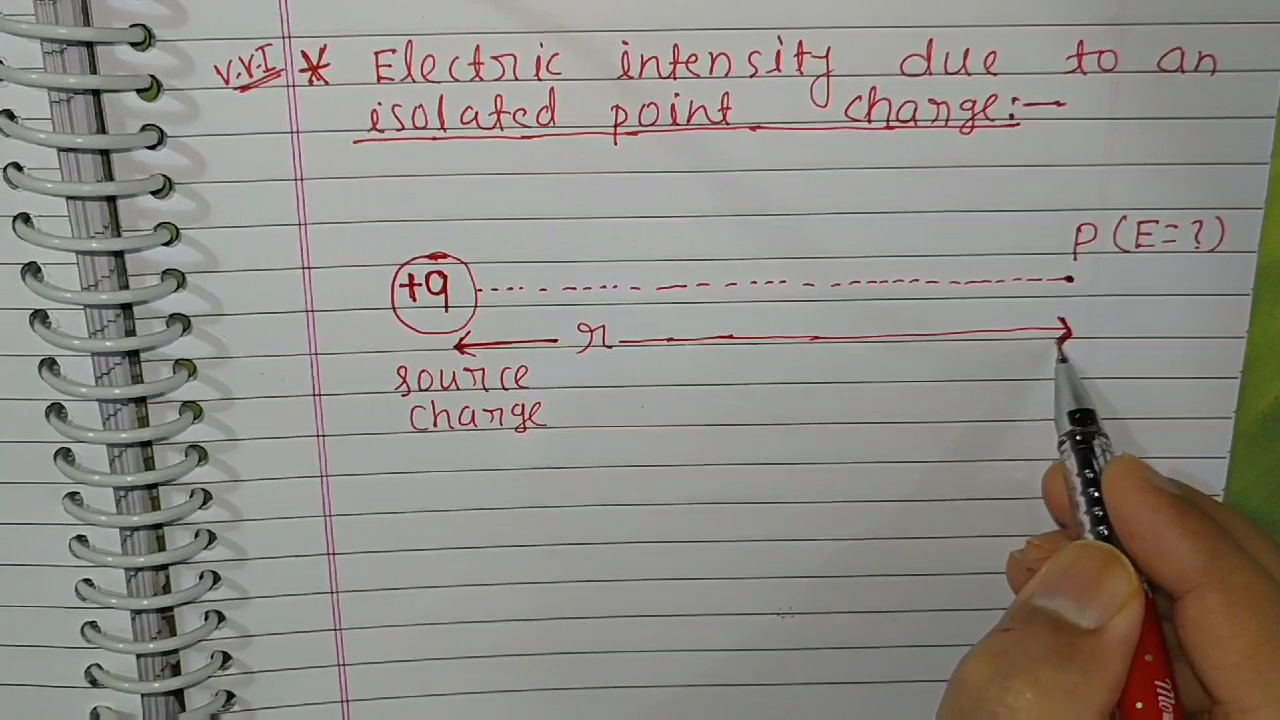 V.V.I * Electric intensity due to an
isolated point charge:-
P (E=?)
+q
r
source
charge